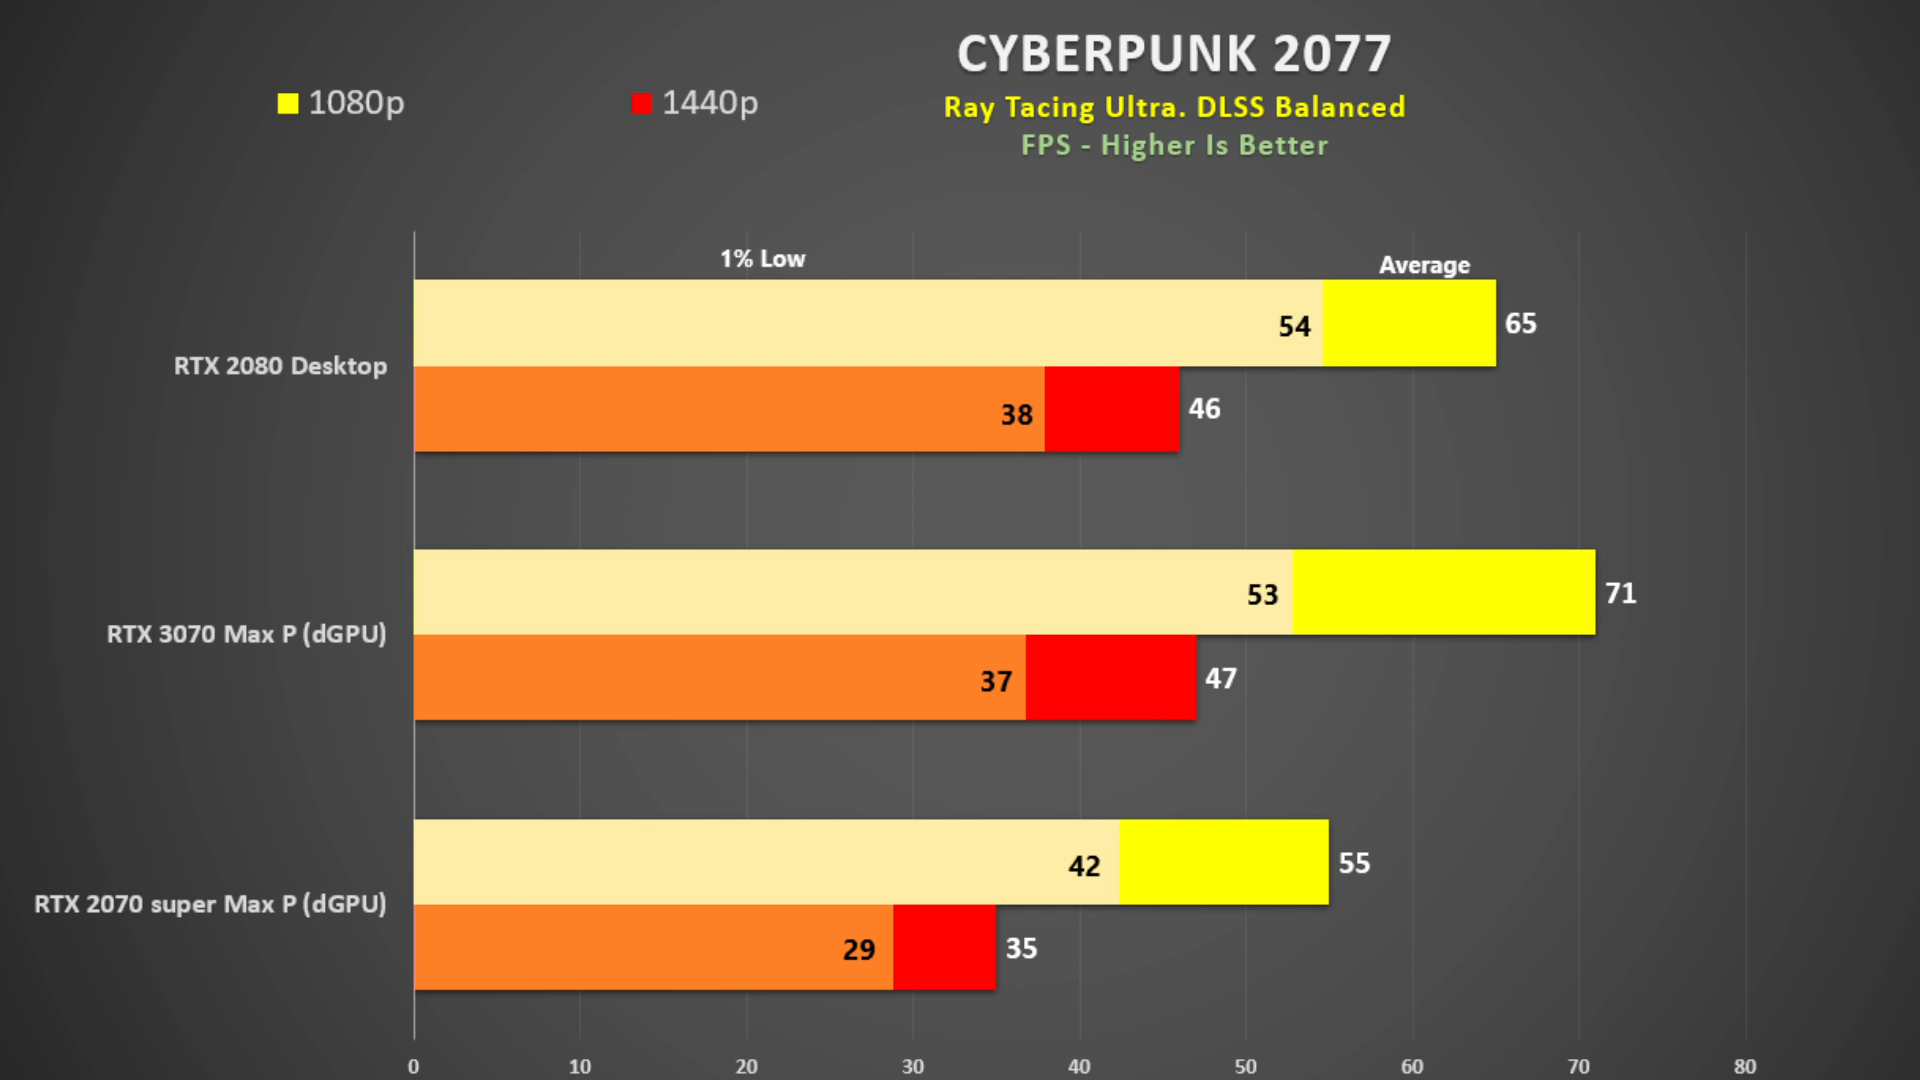 CYBERPUNK 2077
1080p
1440p
Ray Tacing Ultra. DLSS Balanced
FPS - Higher Is Better
1% Low
Average
54
65
RTX 2080 Desktop
38
46
53
71
RTX 3070 Max P (dGPU)
37
47
42
55
RTX 2070 super Max P (dGPU)
29
35
0 10 20 30 40 50 60 70 80